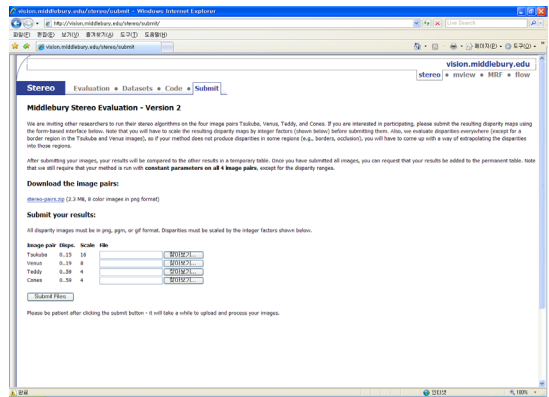 vision.middlebury.edu/stereo/submit - Windows Internet Explorer
http://vision.middlebury.edu/stereo/submit/
Live Search
파일(F) 편집(E) 보기(V) 즐겨찾기(A) 도구(T) 도움말(H)
vision.middlebury.edu/stereo/submit
페이지(P) 도구(O)
vision.middlebury.edu
stereo • mview • MRF • flow
Stereo Evaluation • Datasets • Code • Submit
Middlebury Stereo Evaluation - Version 2
We are inviting other researchers to run their stereo algorithms on the four image pairs Tsukuba, Venus, Teddy, and Cones. If you are interested in participating, please submit the resulting disparity maps using
the form-based interface below. Note that you will have to scale the resulting disparity maps by integer factors (shown below) before submitting them. Also, we evaluate disparities everywhere (except for a
border region in the Tsukuba and Venus images), so if your method does not produce disparities in some regions (e.g., borders, occlusion), you will have to come up with a way of extrapolating the disparities
into those regions.
After submitting your images, your results will be compared to the other results in a temporary table. Once you have submitted all images, you can request that your results be added to the permanent table. Note
that we still require that your method is run with constant parameters on all 4 image pairs, except for the disparity ranges.
Download the image pairs:
stereo-pairs.zip (2.3 MB, 8 color images in png format)
Submit your results:
All disparity images must be in png, pgm, or gif format. Disparities must be scaled by the integer factors shown below.
Image pair Disps. Scale File
Tsukuba 0..15 16 찾아보기...
Venus 0..19 8 찾아보기...
Teddy 0..59 4 찾아보기...
Cones 0..59 4 찾아보기...
Submit Files
Please be patient after clicking the submit button - it will take a while to upload and process your images.
완료 인터넷 100%